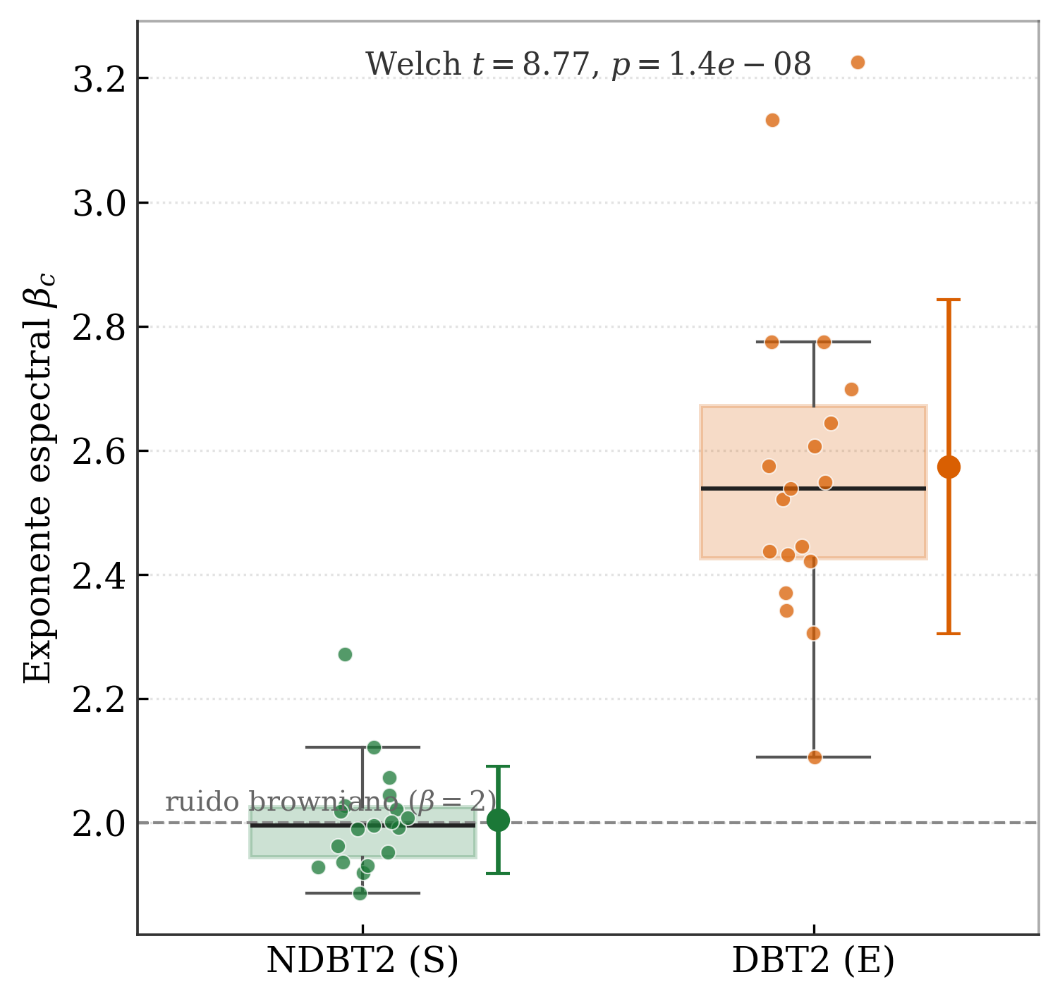 Welch t = 8.77, p = 1.4e − 08
3.2
3.0
2.8
2.6
2.4
2.2
2.0
Exponente espectral βc
ruido browniano (β = 2)
NDBT2 (S)
DBT2 (E)